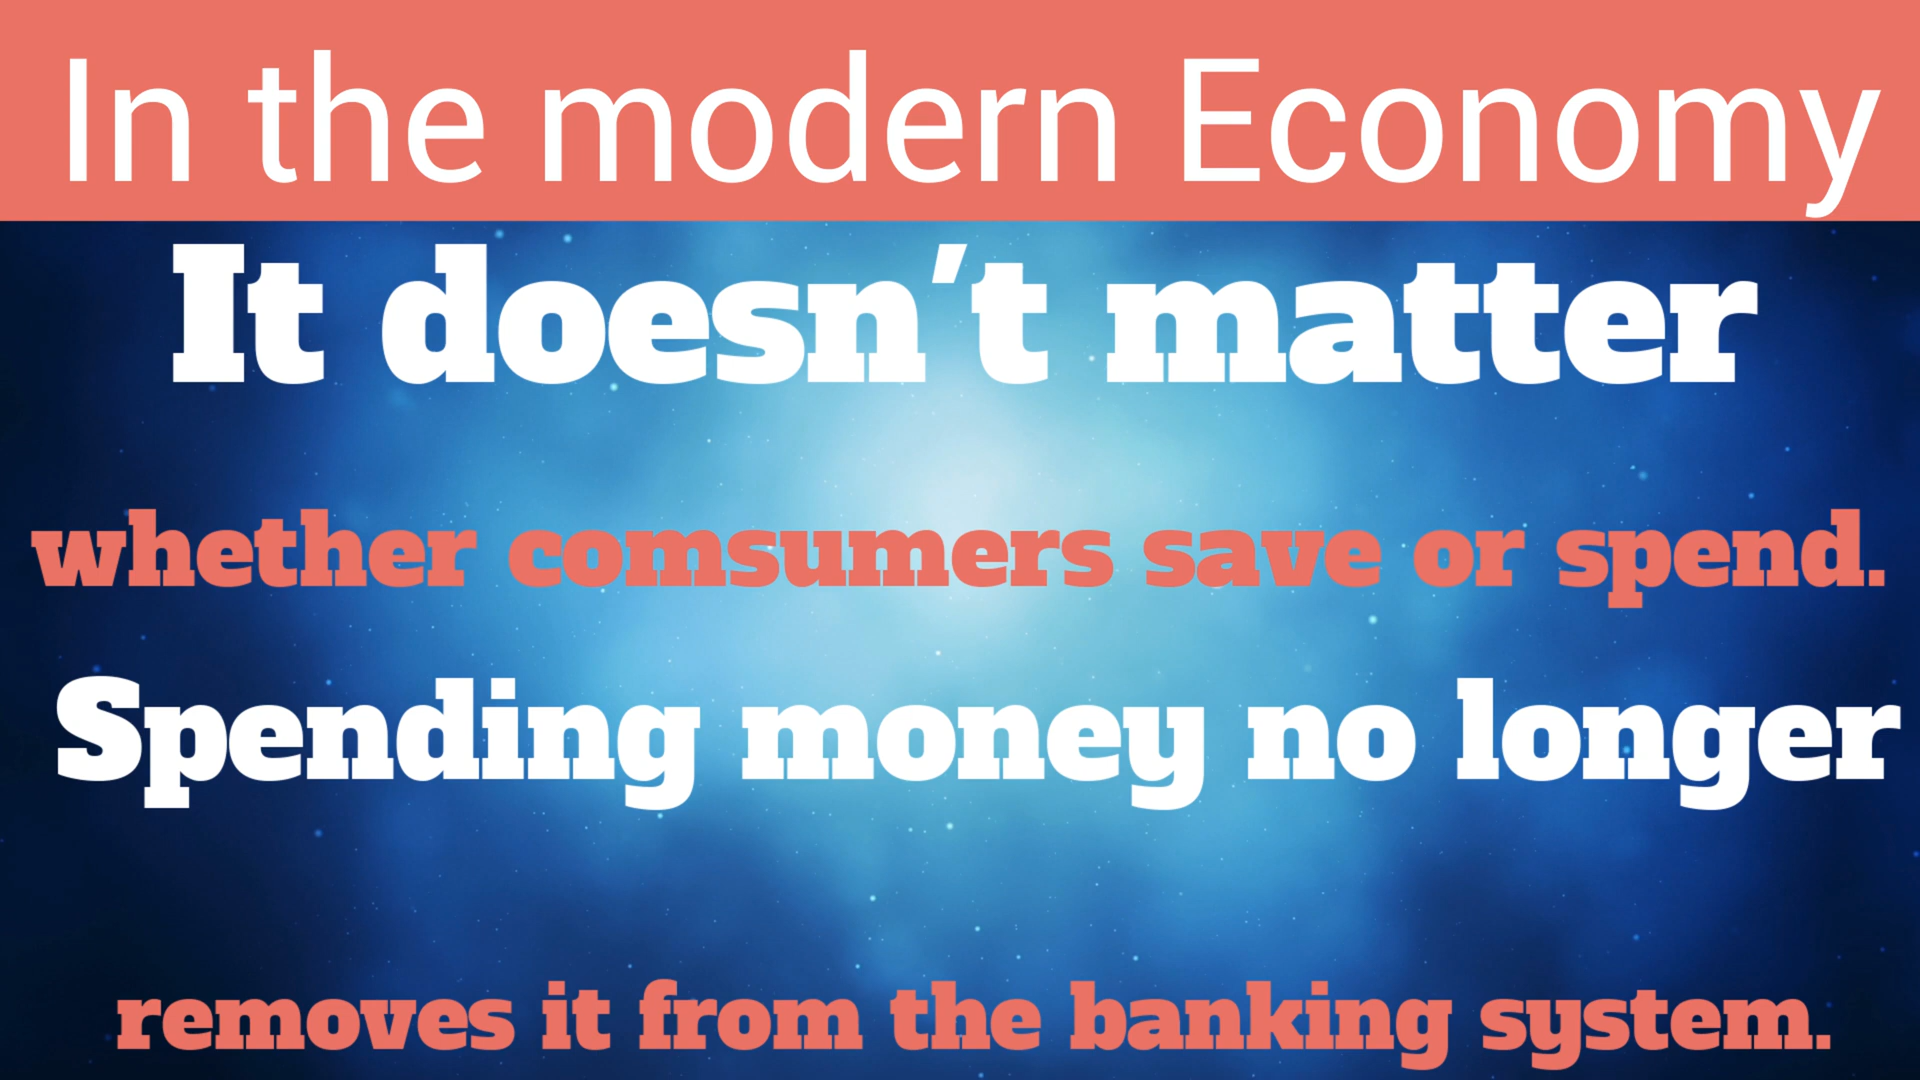 In the modern Economy
It doesn't matter
whether comsumers save or spend.
Spending money no longer
removes it from the banking system.